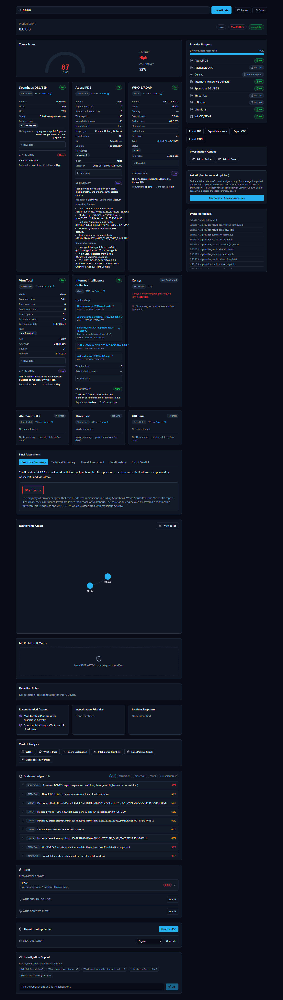 8.8.8.8
Investigate
Basket
Cases
INVESTIGATING
8.8.8.8
ipv4
MALICIOUS
complete
Threat Score
87
/ 100
SEVERITY
High
CONFIDENCE
92%
Provider Progress
9 / 9 providers responded
100%
AbuseIPDB
OK
AlienVault OTX
No Data
Censys
Not Configured
Internet Intelligence Collector
OK
Spamhaus DBL/ZEN
OK
ThreatFox
No Data
URLhaus
No Data
VirusTotal
OK
WHOIS/RDAP
OK
Export PDF
Export Markdown
Export CSV
Export JSON
Investigation Actions
Add to Basket
Add to Case
Ask AI (Gemini second opinion)
Builds a full escalation-focused analyst prompt from everything pulled
for this IOC, copies it, and opens a small Gemini box docked next to
this window — paste it in for a second opinion using your own Gemini
account, alongside the local summary above.
Copy prompt & open Gemini box
Event log (debug)
8:46:16 AM detected: ipv4
8:46:16 AM provider_result: censys (not_configured)
8:46:29 AM provider_result: spamhaus (ok)
8:46:29 AM provider_summary: spamhaus
8:46:29 AM provider_result: otx (no_data)
8:46:29 AM provider_result: threatfox (no_data)
8:46:47 AM provider_result: abuseipdb (ok)
8:46:47 AM provider_summary: abuseipdb
8:46:48 AM provider_result: urlhaus (no_data)
8:46:51 AM provider_result: whois_rdap (ok)
Spamhaus DBL/ZEN
Ok
Threat Intel
34 ms
Source
Verdict
malicious
Listed
true
List
ZEN
Query
8.8.8.8.zen.spamhaus.org
Return codes
127.255.255.254
Listing reason
query error - public/open re
solver not permitted to quer
y Spamhaus
Raw data
AI SUMMARY
High
8.8.8.8 is malicious
Reputation: malicious Confidence: High
AbuseIPDB
Ok
Threat Intel
632 ms
Source
Verdict
clean
Reputation score
0
Abuse confidence score
0
Total reports
196
Num distinct users
86
Is whitelisted
true
Usage type
Content Delivery Network
Country code
US
Isp
Google LLC
Domain
google.com
Hostnames
dns.google
Is tor
false
Last seen
2026-08-12T00:37:24+00:00
Raw data
AI SUMMARY
Low
I can provide information on port scans,
blocked traffic, and other security-related
events.
Reputation: unknown Confidence: Medium
Interesting findings
• Port scan / attack attempt. Ports:
• Blocked by UFW (TCP on 33266) Source
port: 53 TTL: 124 Packet length: 60 TOS: 0x00
• Port scan / attack attempt. Ports:
• Blocked by nftables on AmneziaWG
gateway
• Port scan / attack attempt. Ports:
Unique observations
• honeypot: honeypot 3x hits on SSH
(jail=honeypot, score=0) (via honeypot)
• *Port Scan* detected from 8.8.8.8
(US/United States/dns.google).
• 07/22/2026-04:35:06.687430 8.8.8.8
Protocol: 17 ET DYN_DNS DYNAMIC_DNS
Query to a *.ooguy .com Domain
WHOIS/RDAP
Ok
Whois
1076 ms
Source
Handle
NET-8-8-8-0-2
Name
GOGL
Country
—
Start address
8.8.8.0
End address
8.8.8.255
Start autnum
—
End autnum
—
Ip version
v4
Type
DIRECT ALLOCATION
Status
active
Registrant
Google LLC
Raw data
AI SUMMARY
Low
This IP address is directly allocated to
Google LLC.
Reputation: no data Confidence: High
VirusTotal
Ok
Threat Intel
1114 ms
Source
Verdict
clean
Detection ratio
0/91
Malicious count
0
Suspicious count
0
Total engines
91
Reputation score
556
Last analysis date
1786480634
Tags
suspicious-udp
Asn
15169
As owner
Google LLC
Country
US
Network
8.8.8.0/24
Raw data
AI SUMMARY
Low
This IP address is clean and has not been
detected as malicious by VirusTotal.
Reputation: clean Confidence: High
Internet Intelligence
Collector
Ok
Osint
6318 ms
Source
Osint findings
theresacarnegie1994/cool-qcc8
Github
Jenningsantoniomalthus15/8724808653
Github
halfsend/eval-004-duplicate-issue-
1aacb890
Ephemeral eval repo (auto-deleted)
Github
Github
willmackintosh1997/0x835nup
Github
Total findings
5
Rate limited sources
—
Raw data
AI SUMMARY
None
There are 5 GitHub repositories that
mention or reference the IP address 8.8.8.8.
Reputation: no data Confidence: Low
Censys
Not Configured
Passive Dns
0 ms
Censys is not configured (missing API
key/credentials).
No AI summary — provider status is "not
configured".
AlienVault OTX
No Data
Threat Intel
510 ms
Source
No data returned.
No AI summary — provider status is "no
data".
ThreatFox
No Data
Threat Intel
606 ms
Source
No data returned.
No AI summary — provider status is "no
data".
URLhaus
No Data
Threat Intel
883 ms
Source
No data returned.
No AI summary — provider status is "no
data".
Final Assessment
Executive Summary
Technical Summary
Threat Assessment
Relationships
Risk & Verdict
The IP address 8.8.8.8 is considered malicious by Spamhaus, but its reputation as a clean and safe IP address is supported by
AbuseIPDB and VirusTotal.
Malicious
The majority of providers agree that this IP address is malicious, including Spamhaus. While AbuseIPDB and VirusTotal report
it as clean, their confidence levels are lower than those of Spamhaus. The correlation engine also discovered a relationship
between this IP address and ASN 15169, which is associated with malicious activity.
Relationship Graph
View as list
8.8.8.8
15169
MITRE ATT&CK Matrix
No MITRE ATT&CK techniques identified
Detection Rules
No detection logic generated for this IOC type.
Recommended Actions
Monitor this IP address for
suspicious activity.
Consider blocking traffic from this
IP address.
Investigation Priorities
None identified.
Incident Response
None identified.
Verdict Analysis
WHY?
What is this?
Score Explanation
Intelligence Conflicts
False Positive Check
Challenge This Verdict
Evidence Ledger (11)
ALL
REPUTATION
DETECTION
OTHER
INFRASTRUCTURE
REPUTATION Spamhaus DBL/ZEN reports reputation=malicious, threat_level=high (detected as malicious) 90%
DETECTION AbuseIPDB reports reputation=unknown, threat_level=low (new) 60%
OTHER Port scan / attack attempt. Ports: 33851,42968,44603,46163,52232,52887,53125,53620,54921,57025,57713,58435,58764,60612 60%
OTHER Blocked by UFW (TCP on 33266) Source port: 53 TTL: 124 Packet length: 60 TOS: 0x00 60%
OTHER Port scan / attack attempt. Ports: 33851,42968,44603,46163,52232,52887,53620,54921,57025,57713,58435,60612 60%
OTHER Blocked by nftables on AmneziaWG gateway 60%
OTHER Port scan / attack attempt. Ports: 33851,42968,44603,46163,52887,53620,54921,57025,57713,58435,60612 60%
DETECTION WHOIS/RDAP reports reputation=no data, threat_level=low (No detections reported) 90%
REPUTATION VirusTotal reports reputation=clean, threat_level=low (clean) 90%
Pivot
RECOMMENDED PIVOTS
15169
asn · belongs to asn · 1 provider · 90% confidence
HIGH
WHAT SHOULD I DO NEXT?
Ask AI
WHAT DON'T WE KNOW?
Ask AI
Threat Hunting Center
Hunt This IOC
CREATE DETECTION
Sigma
Generate
Investigation Copilot
Ask anything about this investigation. Try:
Why is this suspicious?
What changed since last week?
Which provider has the strongest evidence?
Is this likely a false positive?
What should I investigate next?
Ask the Copilot about this investigation...
Ask